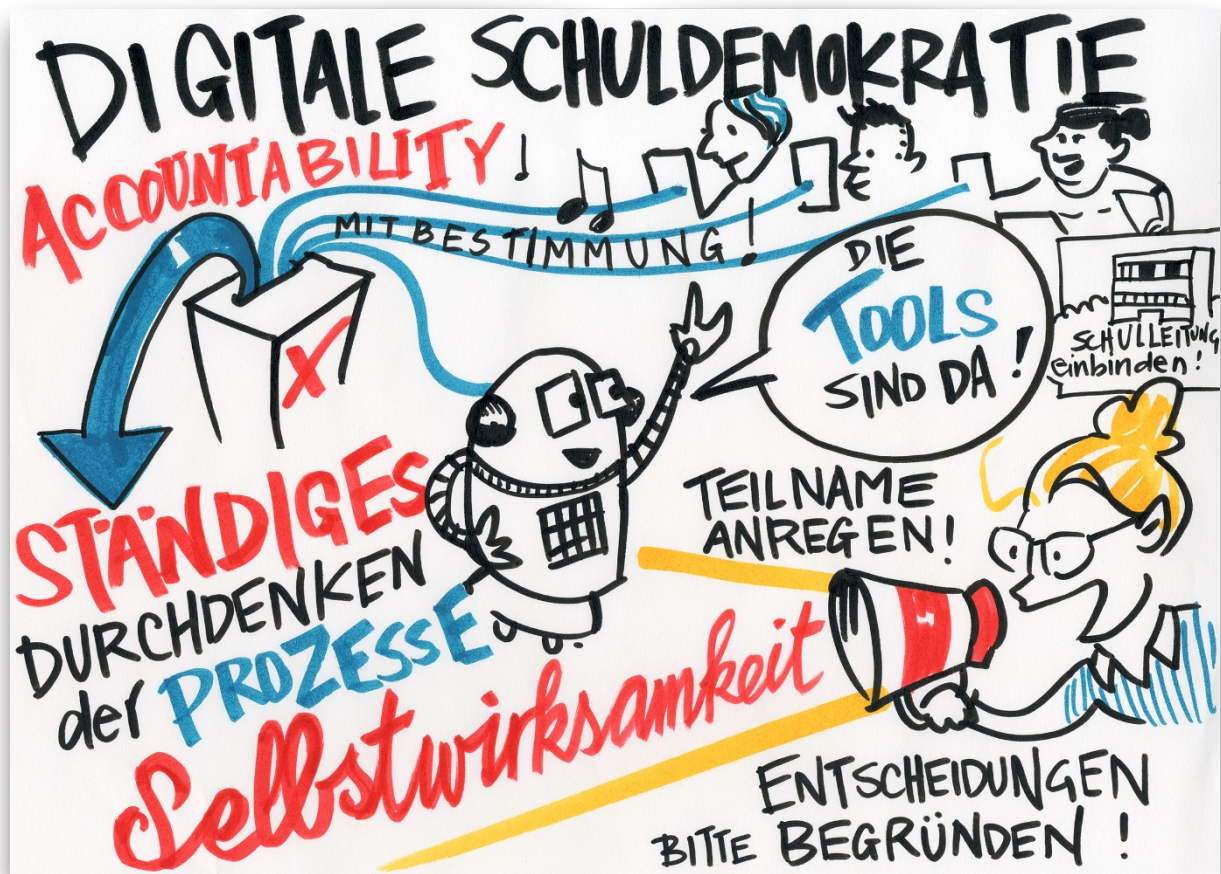 DIGITALE SCHULDEMOKRATIE
ACCOUNTABILITY!
MITBESTIMMUNG!
DIE
TOOLS
SIND DA!
SCHULLEITUNG
einbinden!
STÄNDIGES
DURCHDENKEN
der PROZESSE
TEILNAME
ANREGEN!
Selbstwirksamkeit
ENTSCHEIDUNGEN
BITTE BEGRÜNDEN!